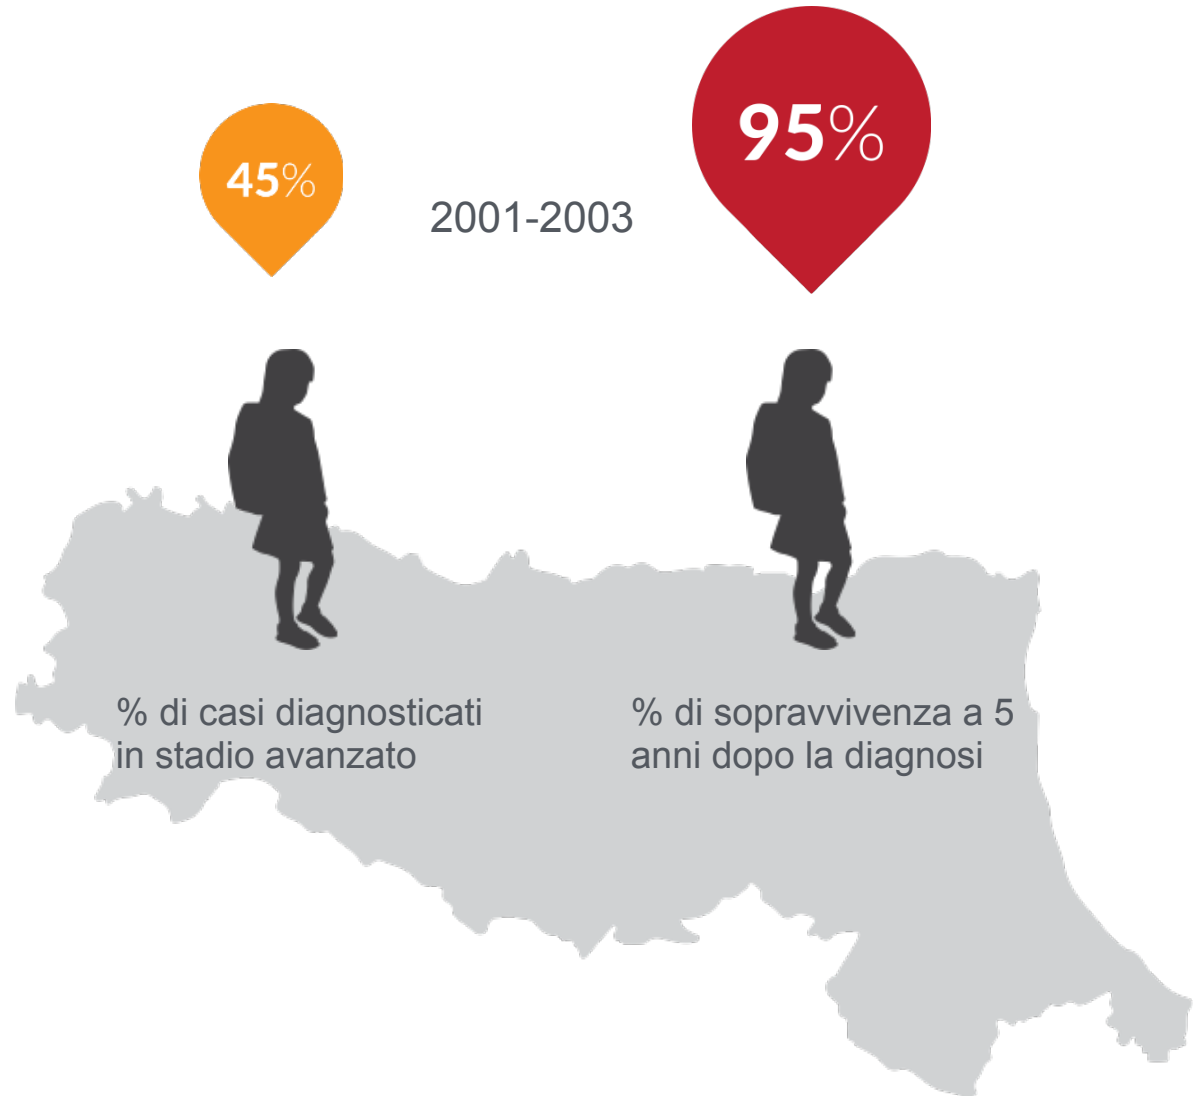 95%
45%
2001-2003
% di casi diagnosticati
in stadio avanzato
% di sopravvivenza a 5
anni dopo la diagnosi